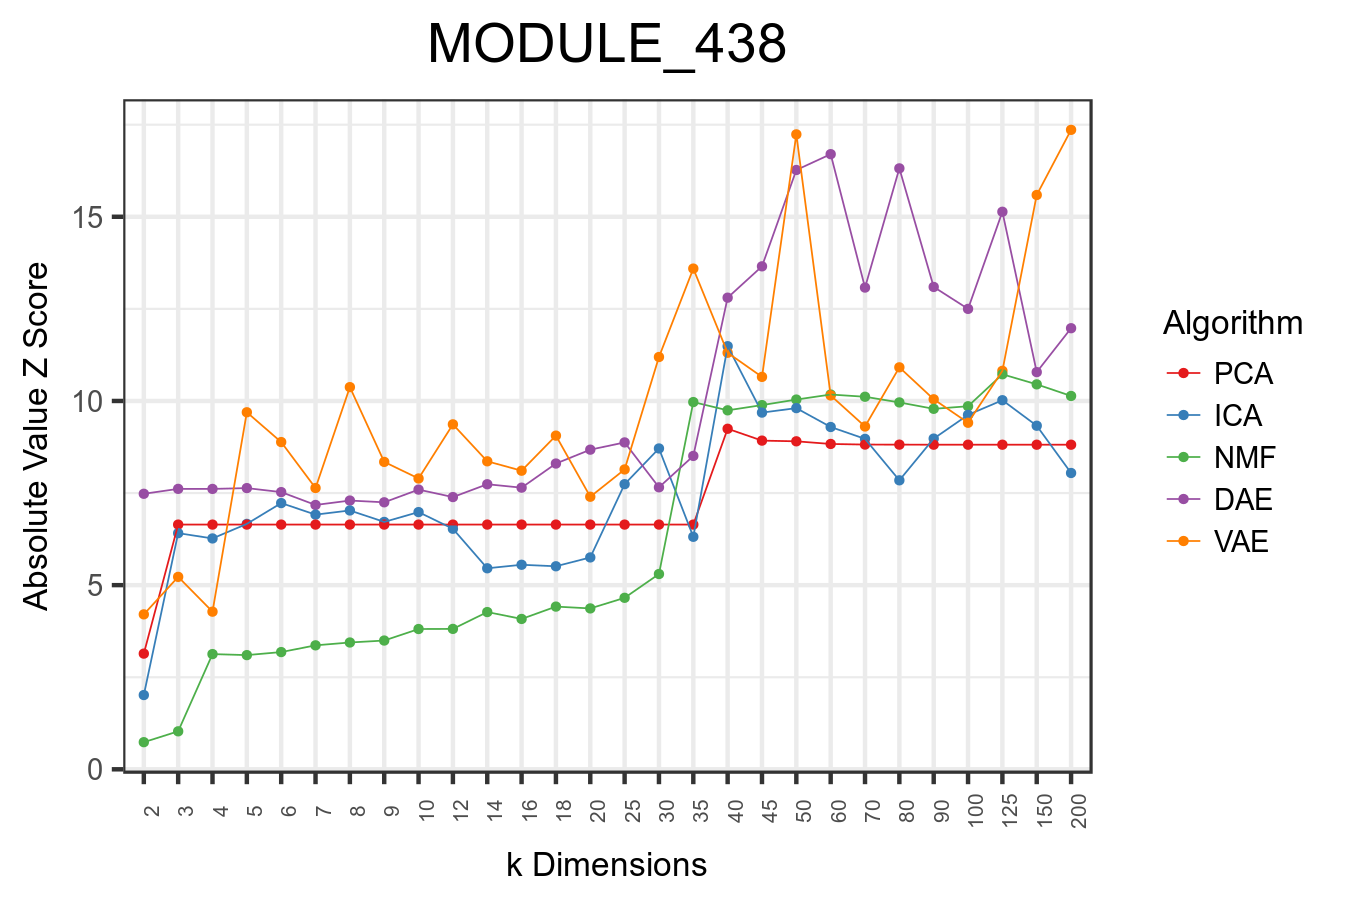 MODULE_438
Absolute Value Z Score
15
10
5
0
2 3 4 5 6 7 8 9 10 12 14 16 18 20 25 30 35 40 45 50 60 70 80 90 100 125 150 200
k Dimensions
Algorithm
PCA
ICA
NMF
DAE
VAE